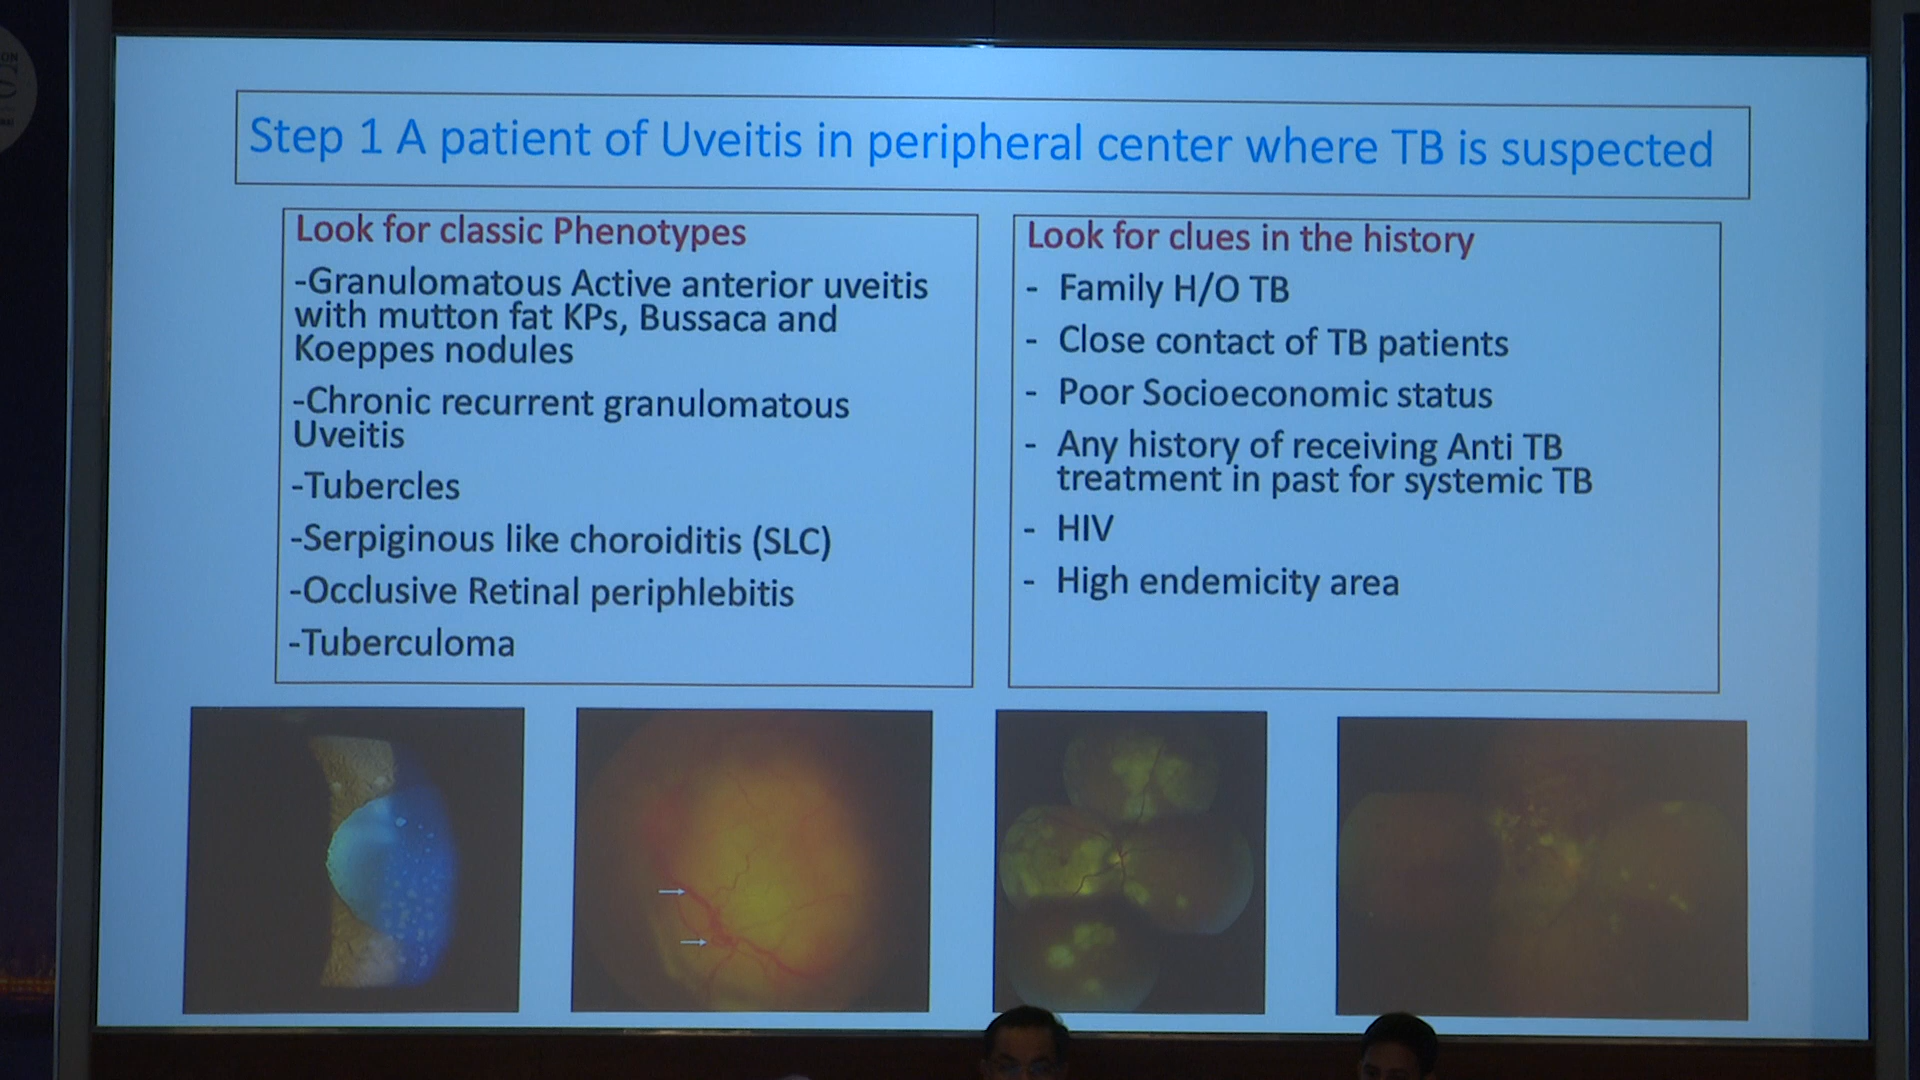 Step 1 A patient of Uveitis in peripheral center where TB is suspected
Look for classic Phenotypes
-Granulomatous Active anterior uveitis
with mutton fat KPs, Bussaca and
Koeppes nodules
-Chronic recurrent granulomatous
Uveitis
-Tubercles
-Serpiginous like choroiditis (SLC)
-Occlusive Retinal periphlebitis
-Tuberculoma
Look for clues in the history
- Family H/O TB
- Close contact of TB patients
- Poor Socioeconomic status
- Any history of receiving Anti TB
treatment in past for systemic TB
- HIV
- High endemicity area